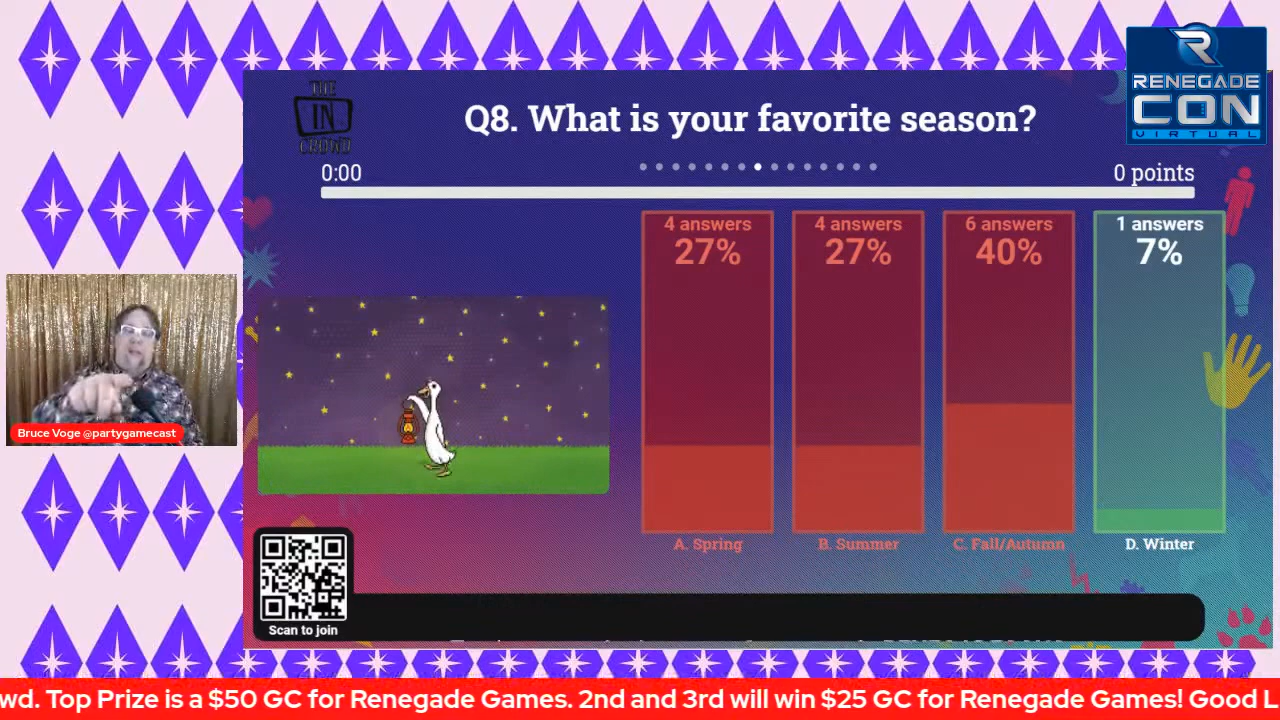 RENEGADE
CON
VIRTUAL
THE
IN
CROWD
Q8. What is your favorite season?
0:00
0 points
4 answers
27%
4 answers
27%
6 answers
40%
1 answers
7%
A. Spring
B. Summer
C. Fall/Autumn
D. Winter
Bruce Voge @partygamecast
Scan to join
wd. Top Prize is a $50 GC for Renegade Games. 2nd and 3rd will win $25 GC for Renegade Games! Good L